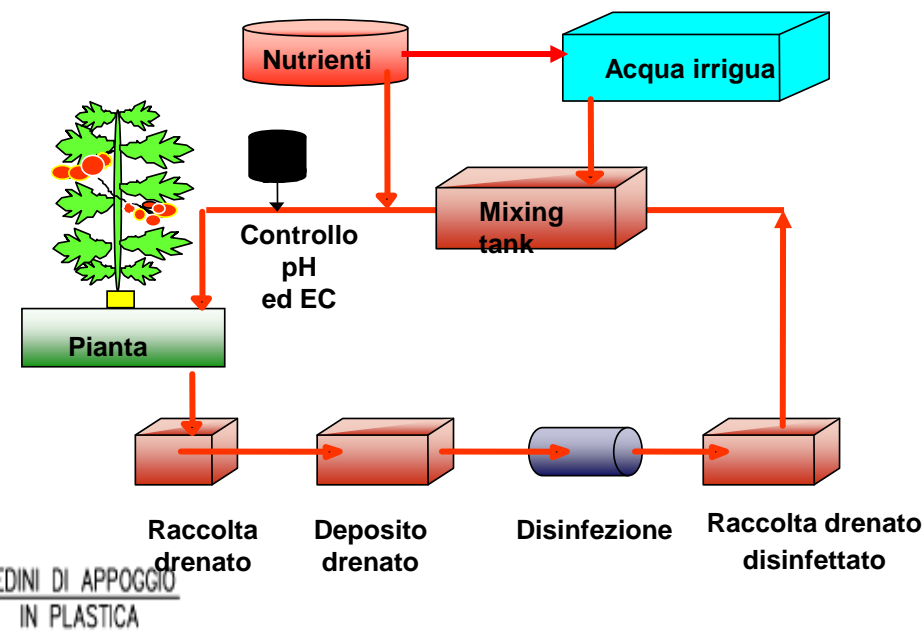 Nutrienti
Acqua irrigua
Mixing
tank
Controllo
pH
ed EC
Pianta
Raccolta
drenato
Deposito
drenato
Disinfezione
Raccolta drenato
disinfettato
DI APPOGGIO
IN PLASTICA